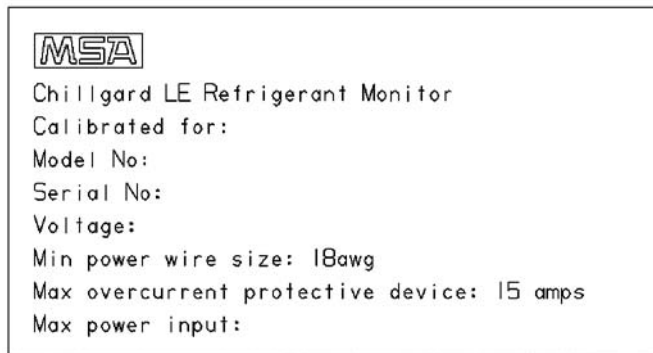 MSA
Chillgard LE Refrigerant Monitor
Calibrated for:
Model No:
Serial No:
Voltage:
Min power wire size: 18awg
Max overcurrent protective device: 15 amps
Max power input: